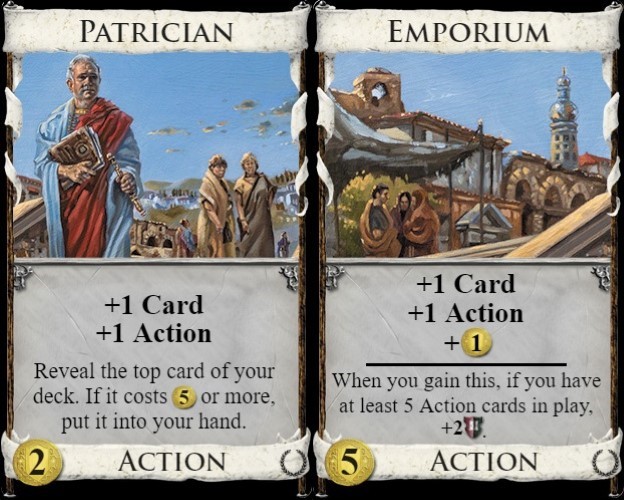 PATRICIAN
+1 Card
+1 Action
Reveal the top card of your
deck. If it costs 5 or more,
put it into your hand.
2 ACTION
EMPORIUM
+1 Card
+1 Action
+1
When you gain this, if you have
at least 5 Action cards in play,
+2.
5 ACTION